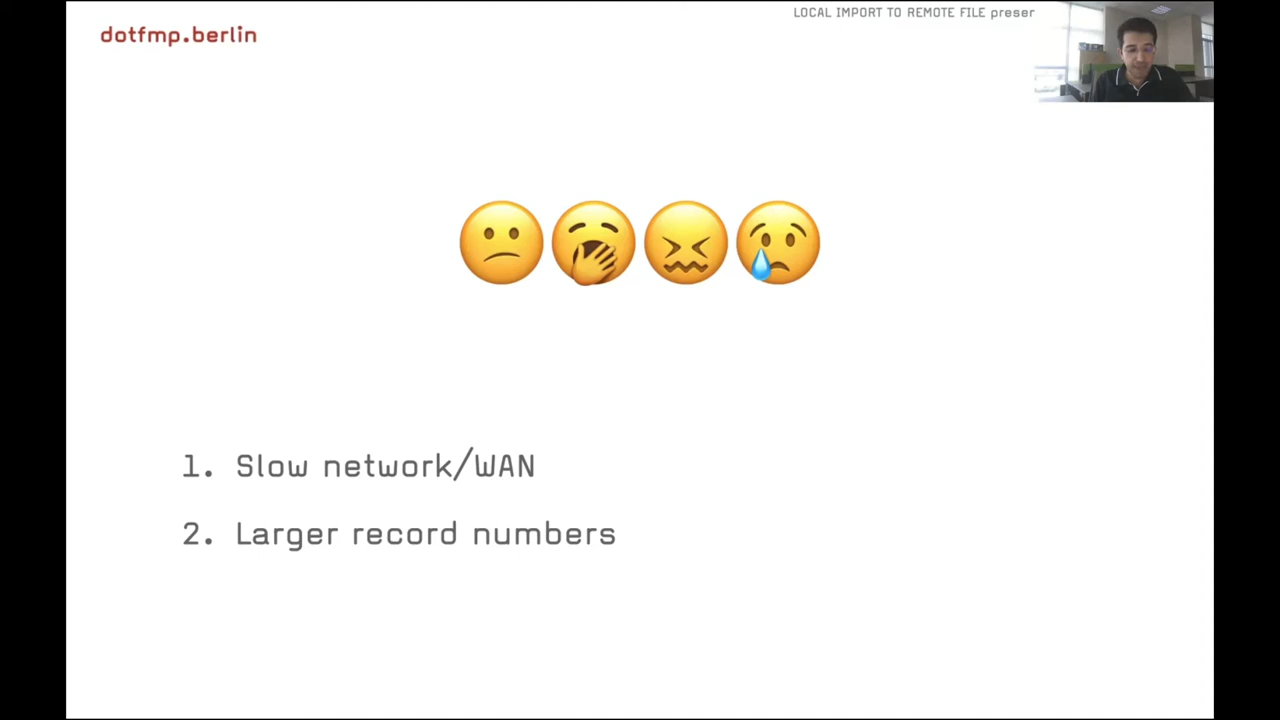 dotfmp.berlin
LOCAL IMPORT TO REMOTE FILE preser
1. Slow network/WAN
2. Larger record numbers